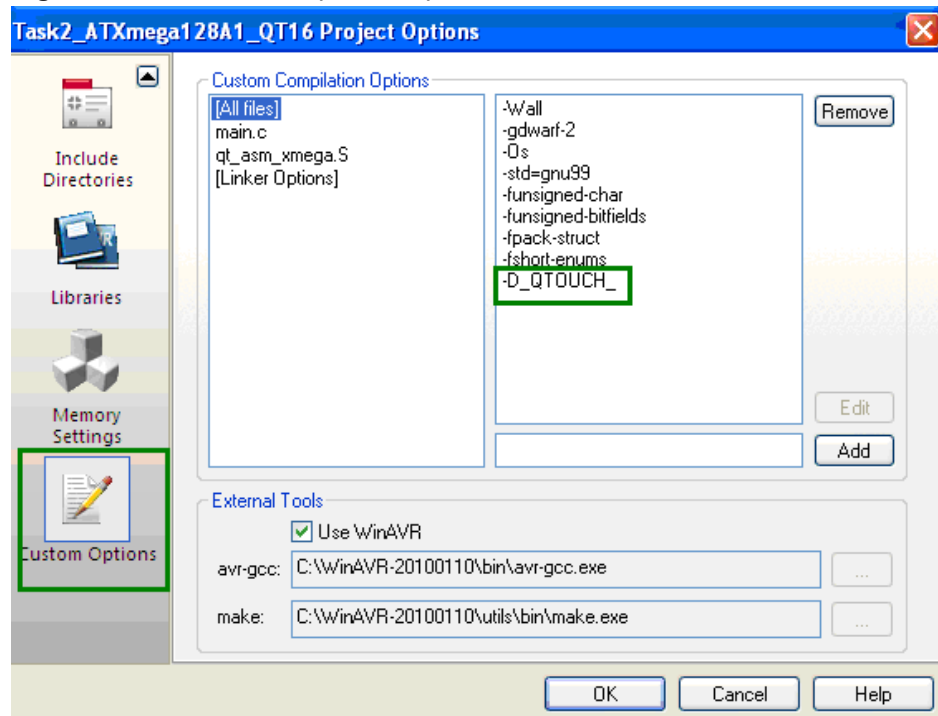 Task2_ATXmega128A1_QT16 Project Options
Include
Directories
Libraries
Memory
Settings
Custom Options
Custom Compilation Options
[All files]
main.c
qt_asm_xmega.S
[Linker Options]
-Wall
-gdwarf-2
-Os
-std=gnu99
-funsigned-char
-funsigned-bitfields
-fpack-struct
-fshort-enums
-D_QTOUCH_
Remove
Edit
Add
External Tools
Use WinAVR
avr-gcc: C:\WinAVR-20100110\bin\avr-gcc.exe ...
make: C:\WinAVR-20100110\utils\bin\make.exe ...
OK Cancel Help